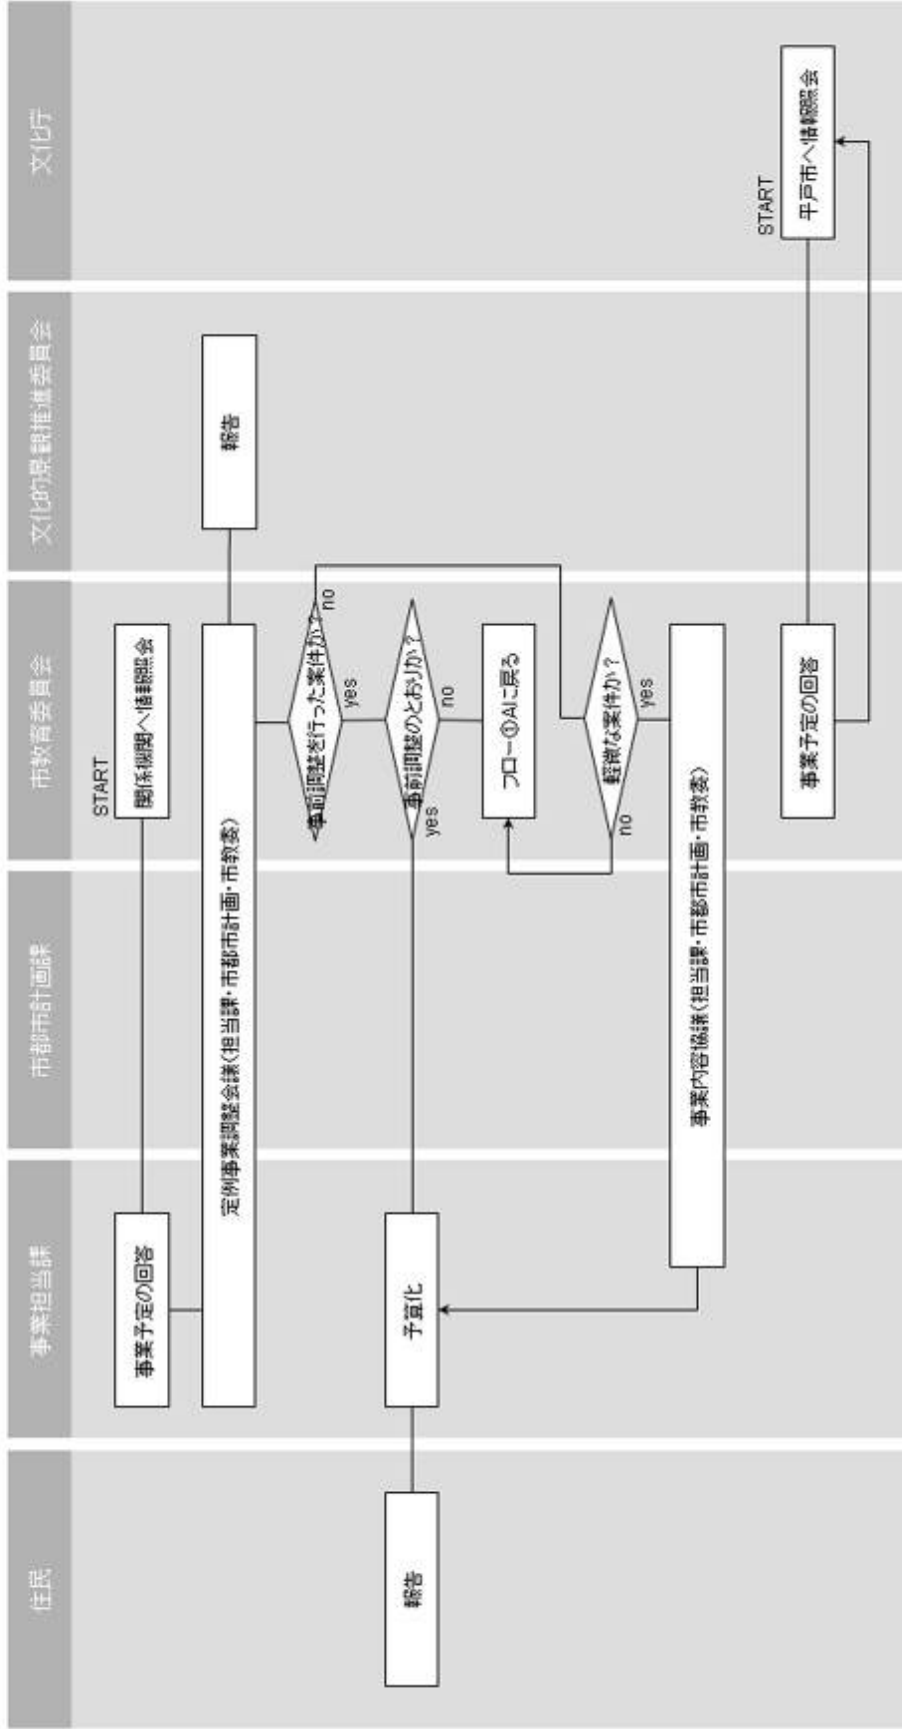 住民
事業担当課
市都市計画課
市教育委員会
文化的景観推進委員会
文化庁
START
事業予定の回答
関係機関へ情報照会
定例事業調整会議(担当課・市都市計画・市教委)
報告
事前調整を行った案件か？
no
yes
報告
予算化
事前調整のとおりか？
yes
no
フロー①AIに戻る
軽微な案件か？
no
yes
事業内容協議(担当課・市都市計画・市教委)
START
事業予定の回答
平戸市へ情報照会